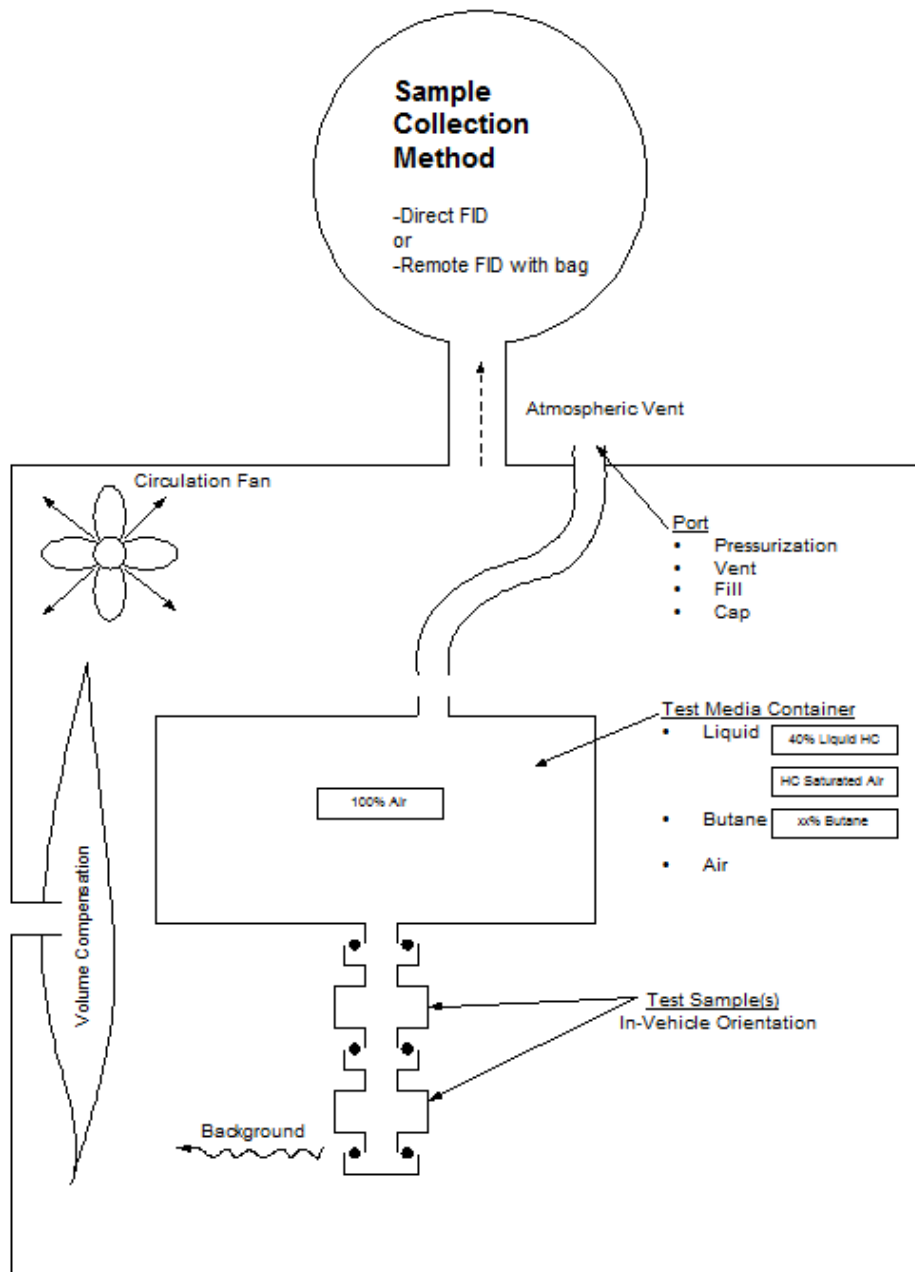 Sample
Collection
Method
-Direct FID
or
-Remote FID with bag
Atmospheric Vent
Circulation Fan
Port
• Pressurization
• Vent
• Fill
• Cap
Test Media Container
• Liquid
40% Liquid HC
HC Saturated Air
• Butane
xx% Butane
• Air
100% Air
Volume Compensation
Test Sample(s)
In-Vehicle Orientation
Background